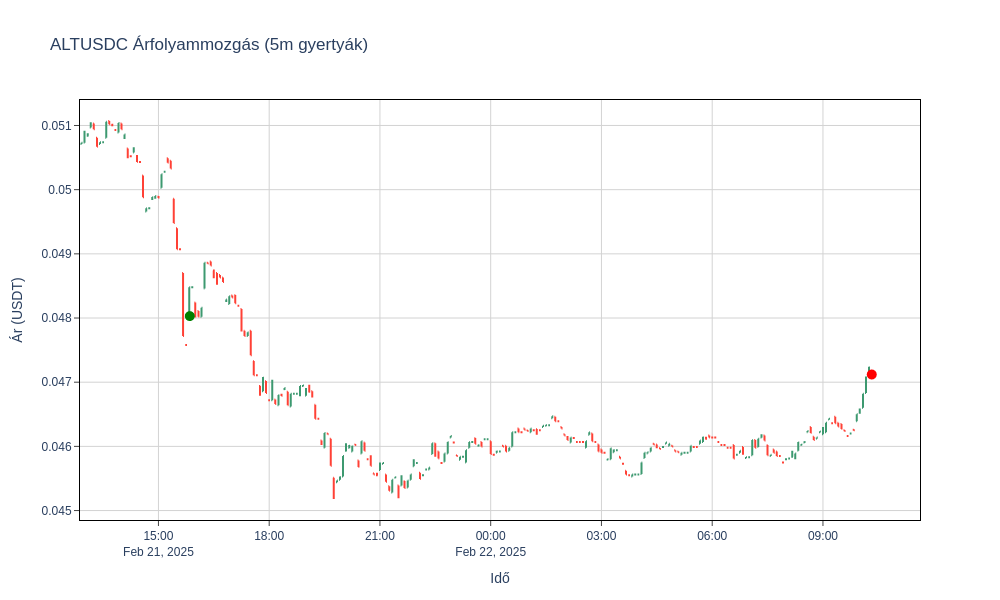 ALTUSDC Árfolyammozgás (5m gyertyák)
Ár (USDT)
0.051
0.05
0.049
0.048
0.047
0.046
0.045
15:00 18:00 21:00 00:00 03:00 06:00 09:00
Feb 21, 2025 Feb 22, 2025
Idő